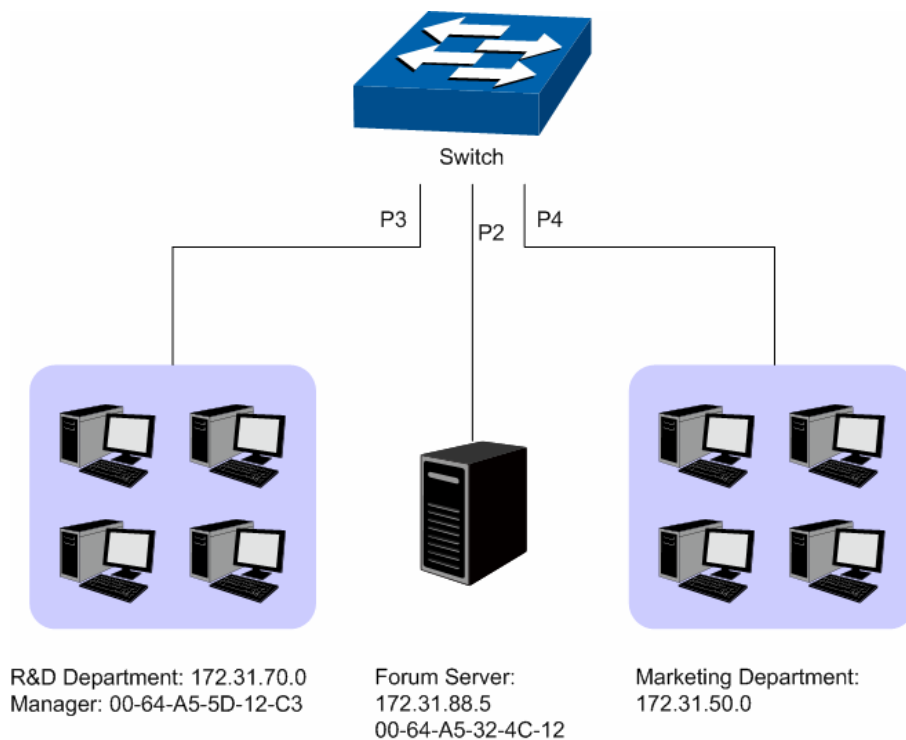 Switch
P3
P2
P4
R&D Department: 172.31.70.0
Manager: 00-64-A5-5D-12-C3
Forum Server:
172.31.88.5
00-64-A5-32-4C-12
Marketing Department:
172.31.50.0